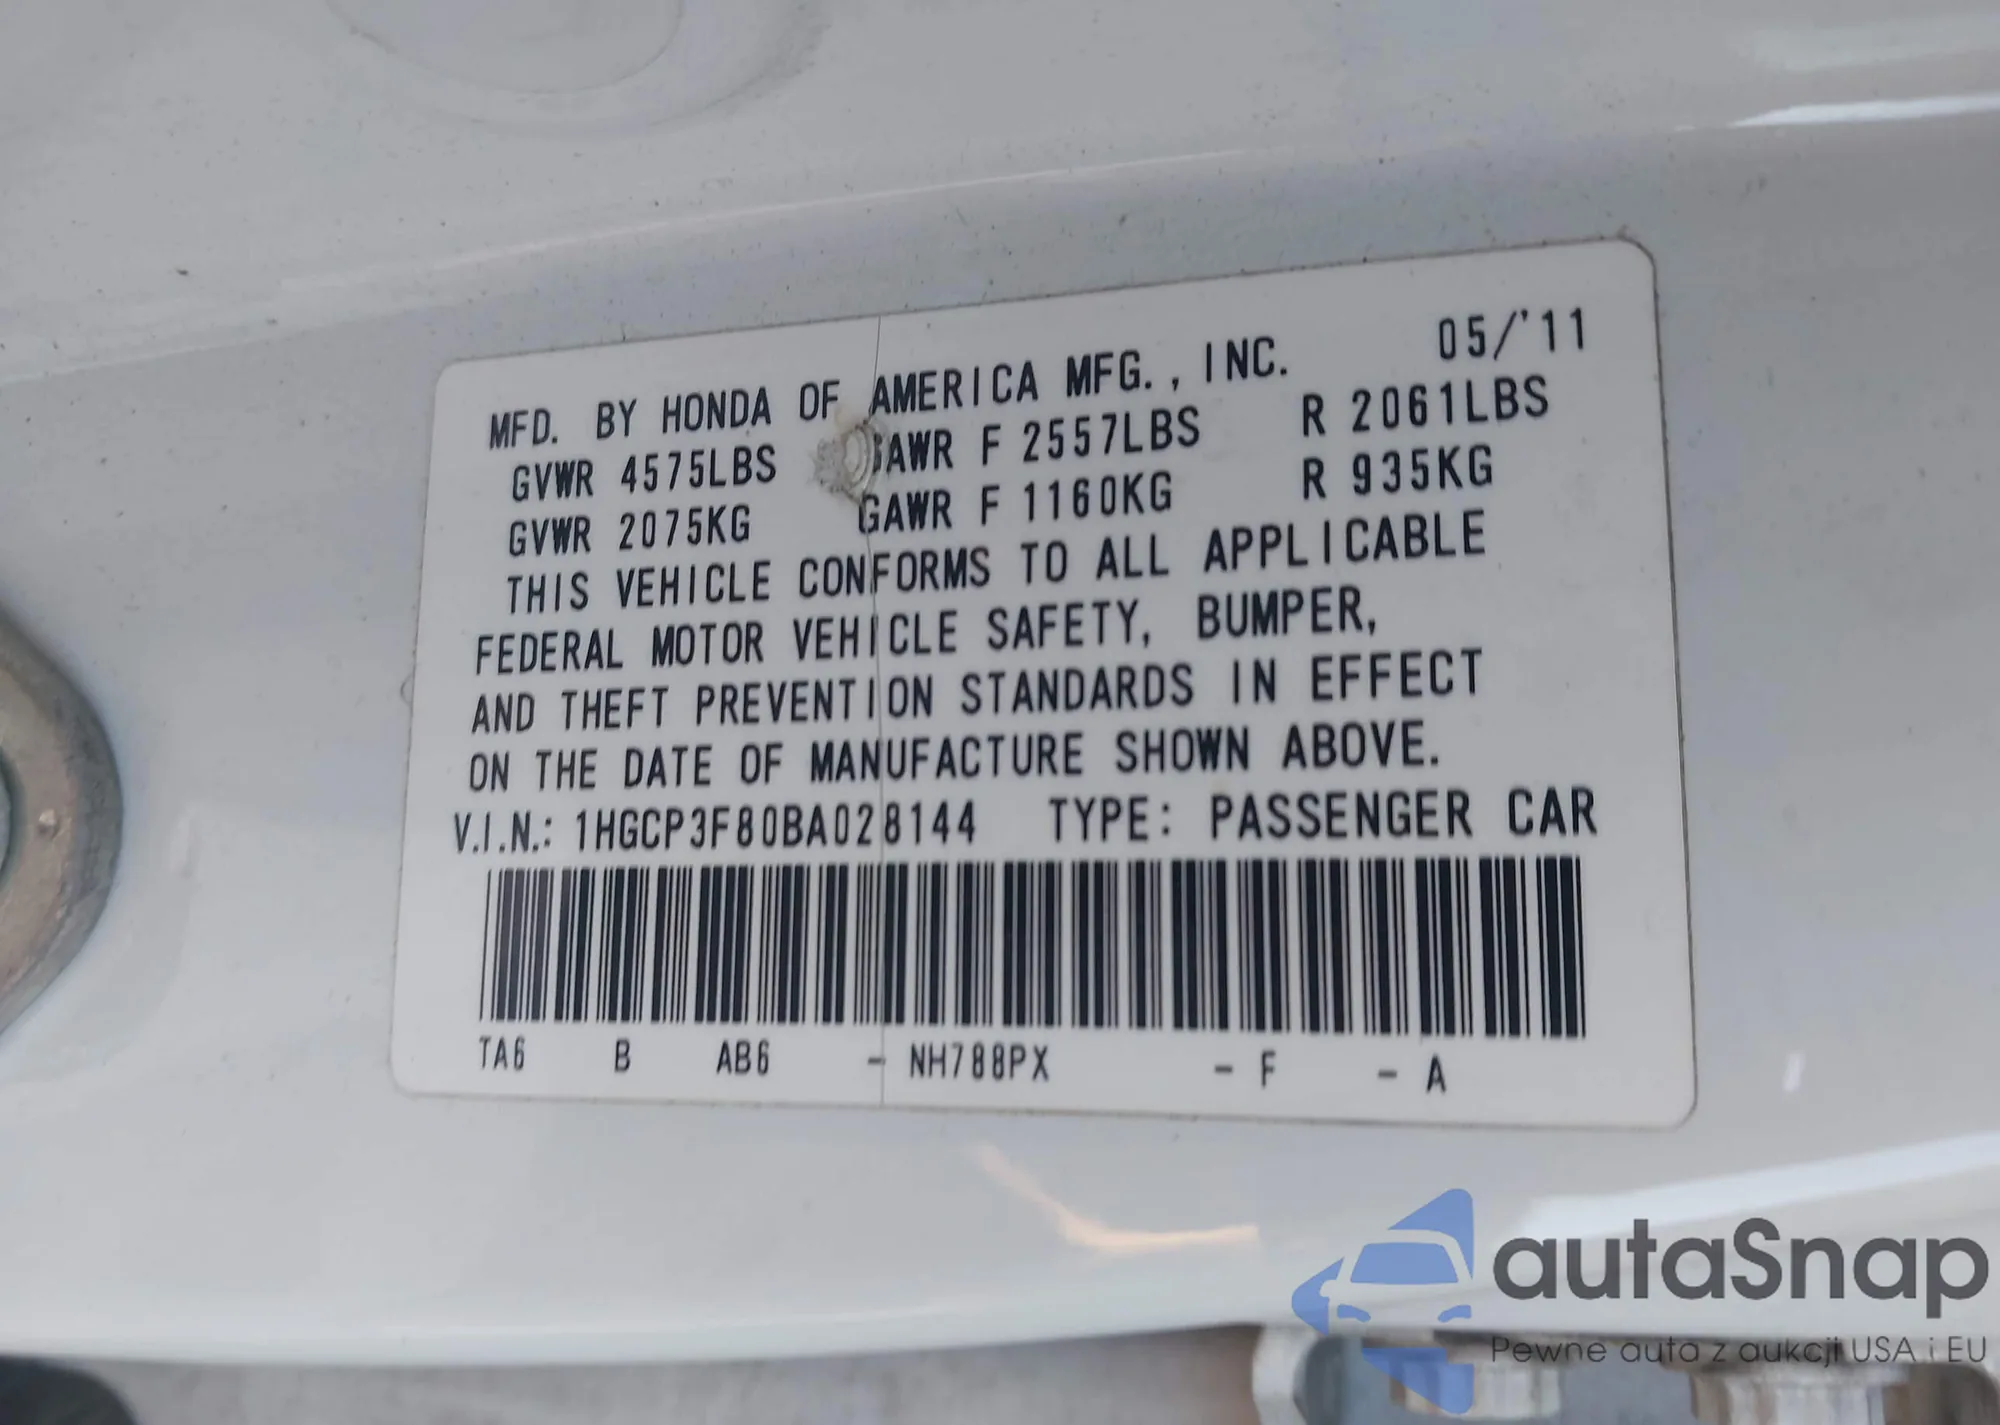 MFD. BY HONDA OF AMERICA MFG., INC. 05/'11
GVWR 4575LBS GAWR F 2557LBS R 2061LBS
GVWR 2075KG GAWR F 1160KG R 935KG
THIS VEHICLE CONFORMS TO ALL APPLICABLE
FEDERAL MOTOR VEHICLE SAFETY, BUMPER,
AND THEFT PREVENTION STANDARDS IN EFFECT
ON THE DATE OF MANUFACTURE SHOWN ABOVE.
V.I.N.: 1HGCP3F80BA028144 TYPE: PASSENGER CAR
TA6 B AB6 - NH788PX - F - A
autaSnap
Pewne auta z aukcji USA i EU